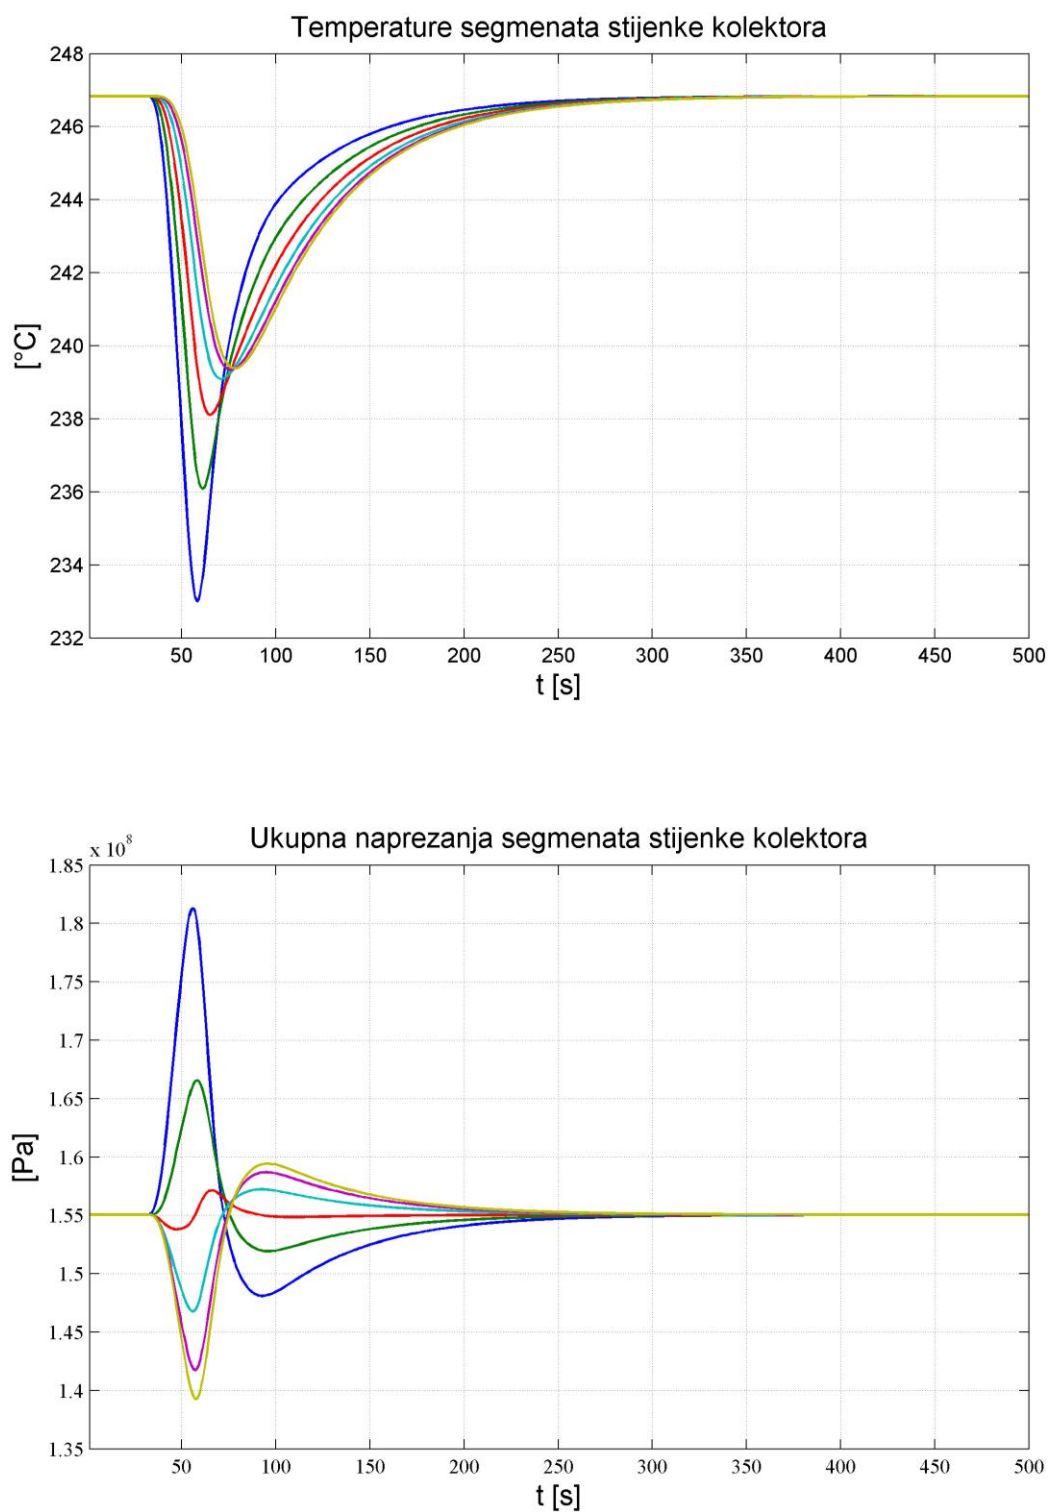 Temperature segmenata stijenke kolektora
248
246
244
242
240
238
236
234
232
[°C]
50 100 150 200 250 300 350 400 450 500
t [s]
Ukupna naprezanja segmenata stijenke kolektora
x 10⁸
1.85
1.8
1.75
1.7
1.65
1.6
1.55
1.5
1.45
1.4
1.35
[Pa]
50 100 150 200 250 300 350 400 450 500
t [s]